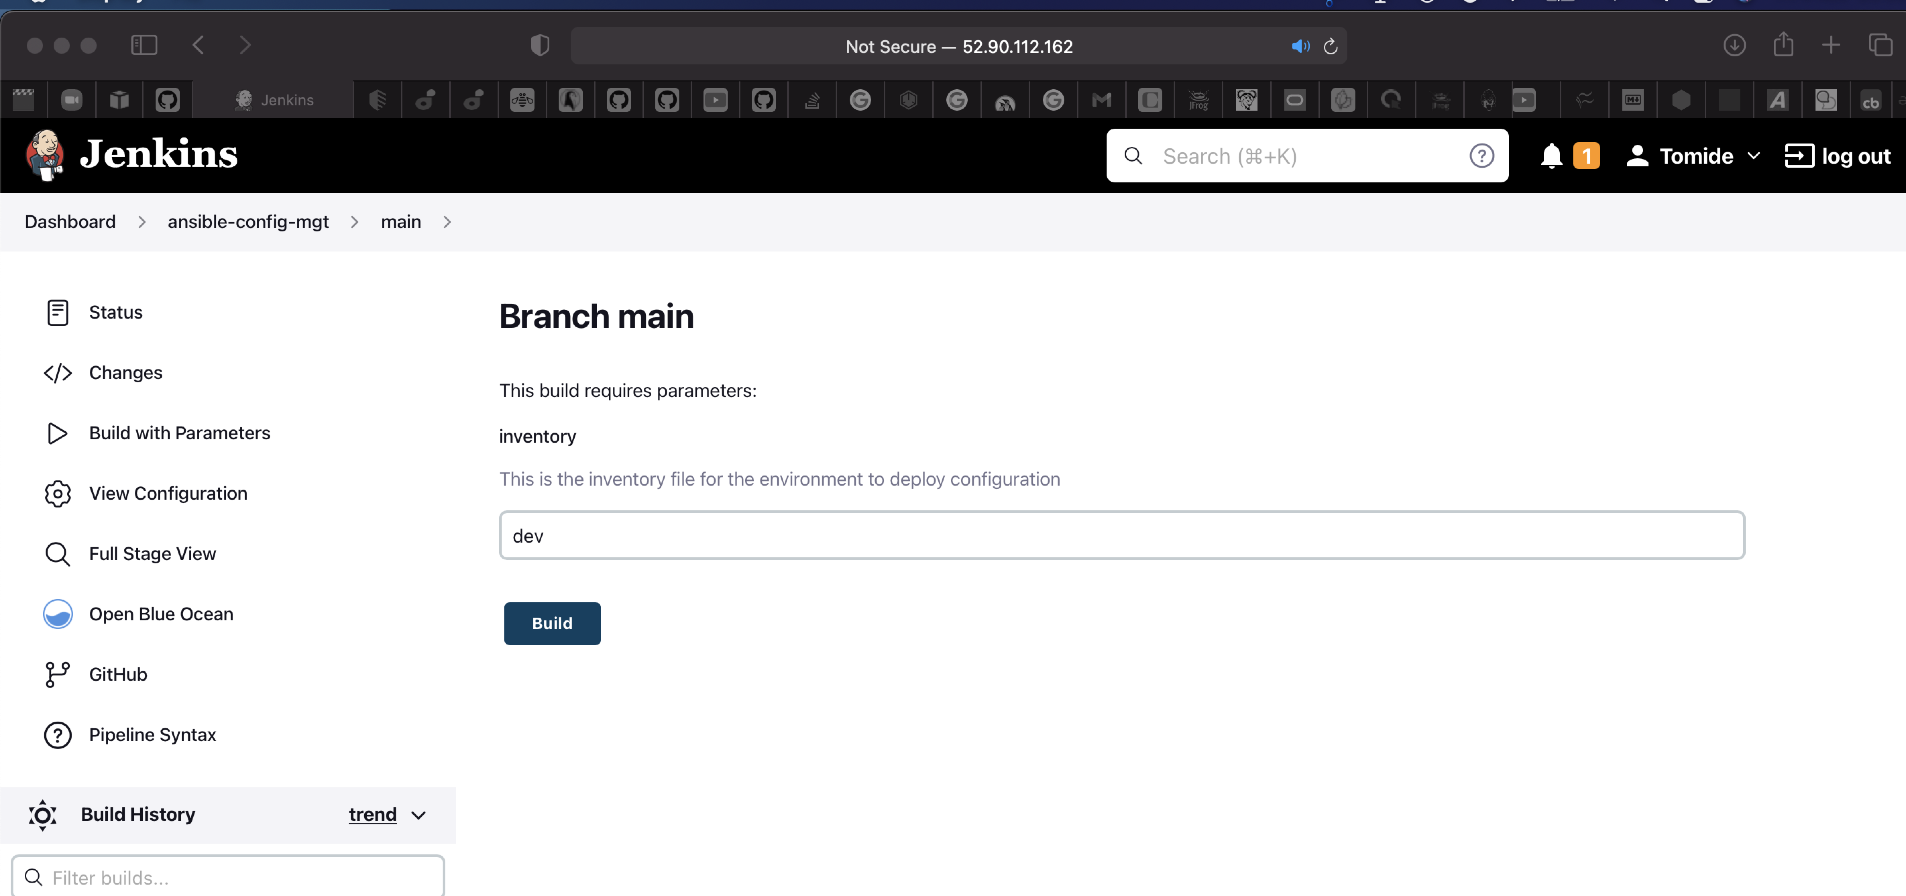 Not Secure — 52.90.112.162
Jenkins
Jenkins
Search (⌘+K)
1
Tomide
log out
Dashboard
ansible-config-mgt
main
Status
Changes
Build with Parameters
View Configuration
Full Stage View
Open Blue Ocean
GitHub
Pipeline Syntax
Build History
trend
Filter builds...
Branch main
This build requires parameters:
inventory
This is the inventory file for the environment to deploy configuration
dev
Build